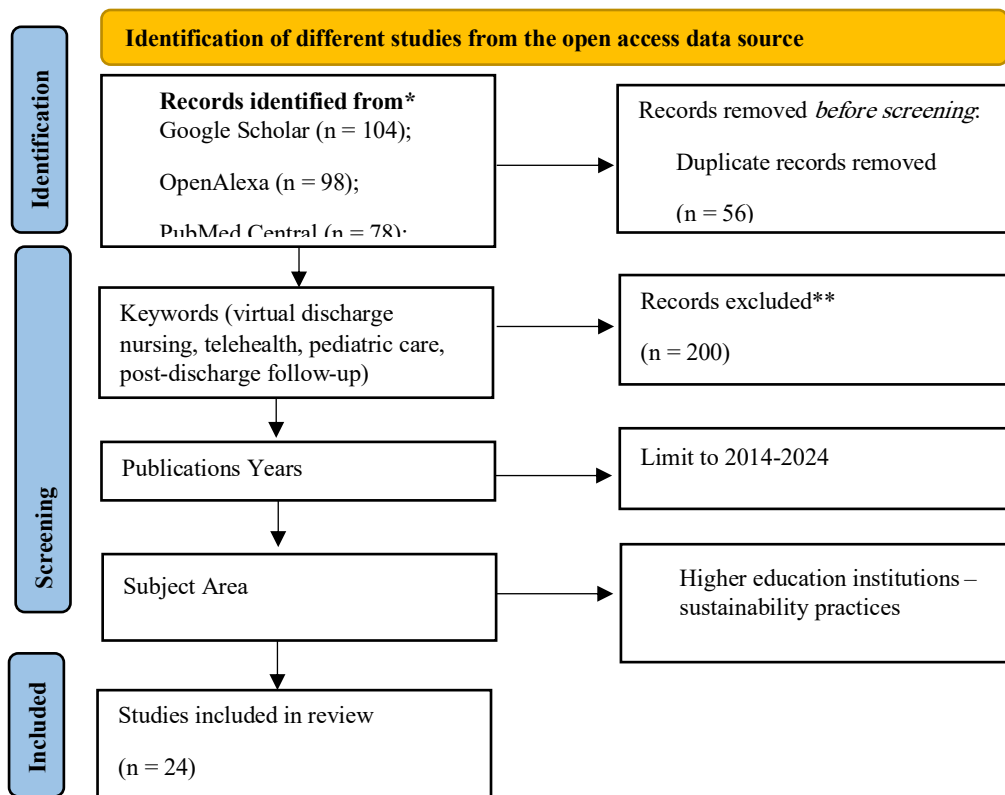 Identification of different studies from the open access data source
Identification
Records identified from*
Google Scholar (n = 104);
OpenAlexa (n = 98);
PubMed Central (n = 78);
Records removed before screening:
Duplicate records removed
(n = 56)
Screening
Keywords (virtual discharge
nursing, telehealth, pediatric care,
post-discharge follow-up)
Records excluded**
(n = 200)
Publications Years
Limit to 2014-2024
Subject Area
Higher education institutions –
sustainability practices
Included
Studies included in review
(n = 24)